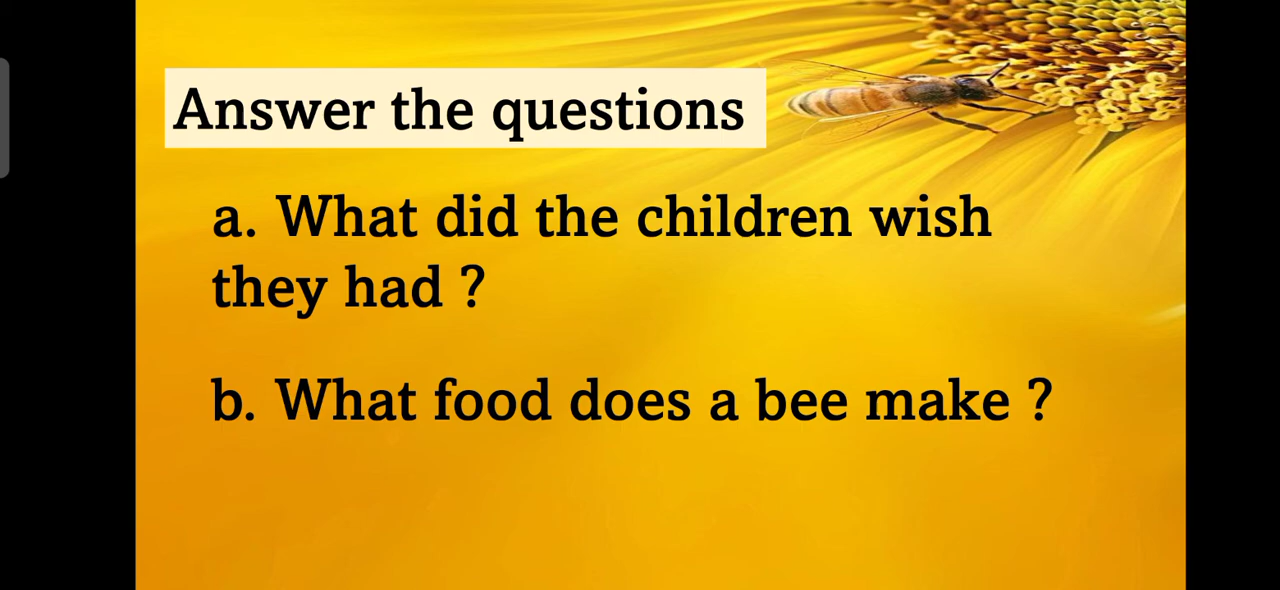 Answer the questions
a. What did the children wish
they had ?
b. What food does a bee make ?